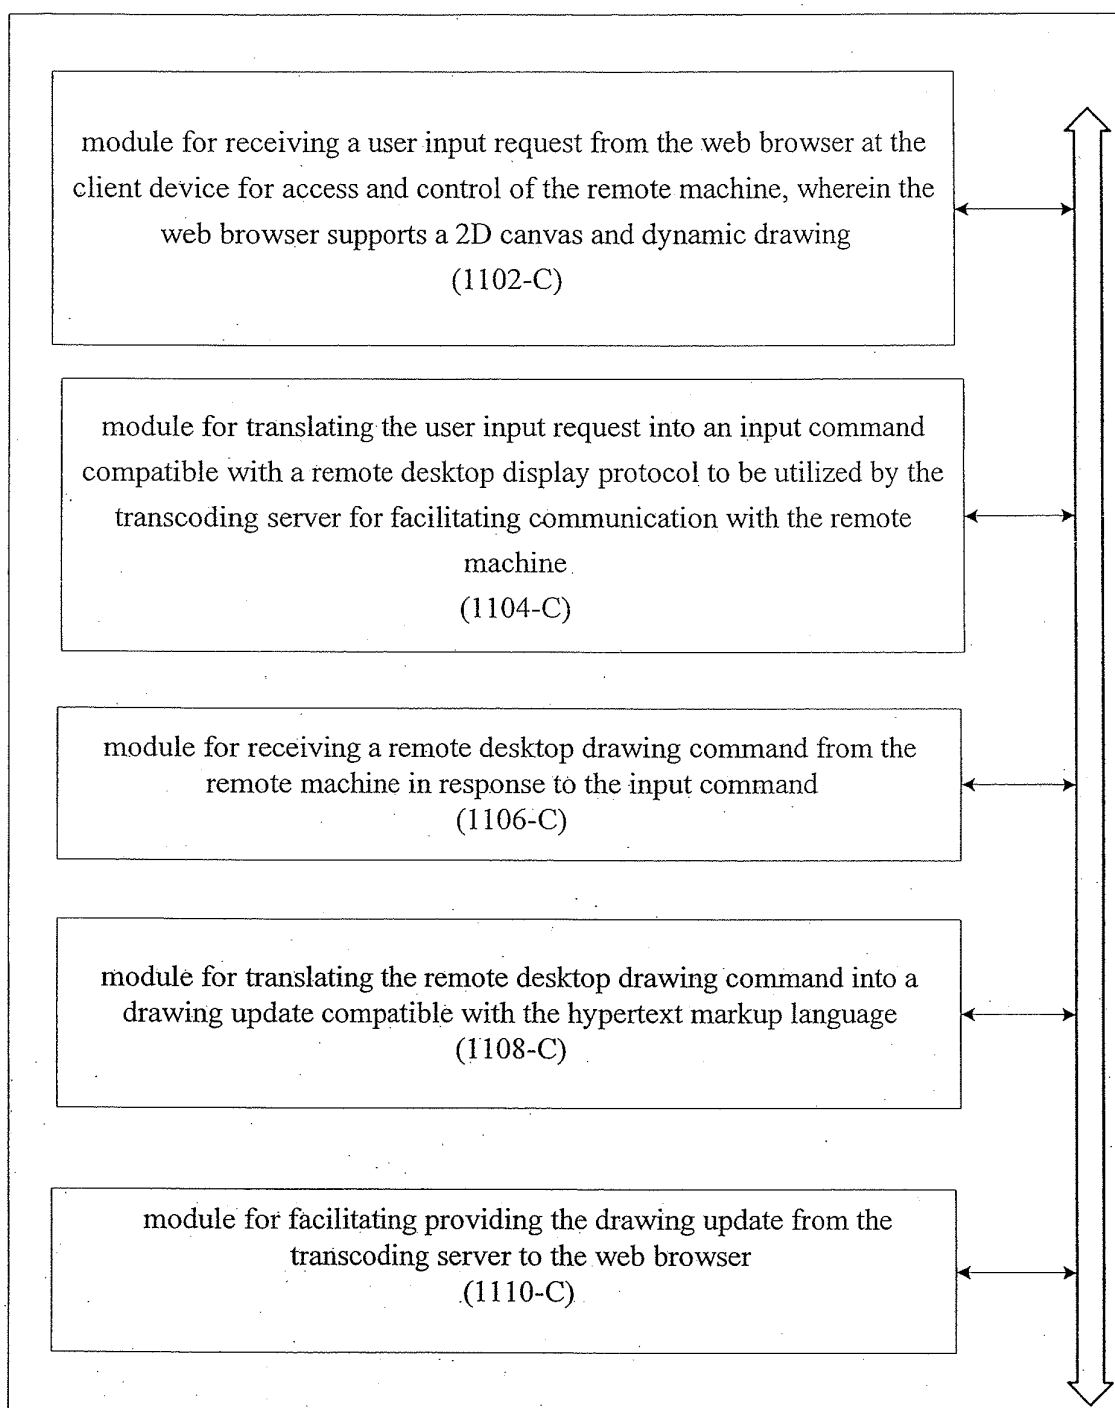 module for receiving a user input request from the web browser at the
client device for access and control of the remote machine, wherein the
web browser supports a 2D canvas and dynamic drawing
(1102-C)
module for translating the user input request into an input command
compatible with a remote desktop display protocol to be utilized by the
transcoding server for facilitating communication with the remote
machine
(1104-C)
module for receiving a remote desktop drawing command from the
remote machine in response to the input command
(1106-C)
module for translating the remote desktop drawing command into a
drawing update compatible with the hypertext markup language
(1108-C)
module for facilitating providing the drawing update from the
transcoding server to the web browser
(1110-C)